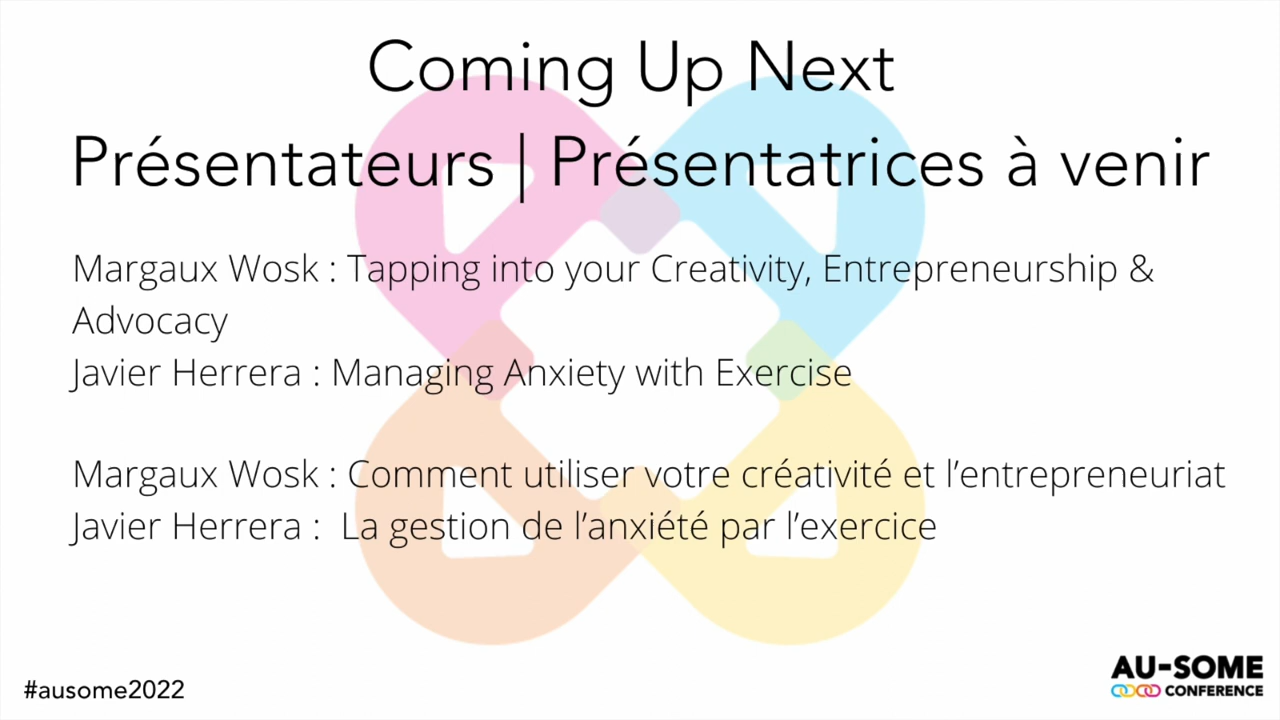 Coming Up Next
Présentateurs | Présentatrices à venir
Margaux Wosk : Tapping into your Creativity, Entrepreneurship &
Advocacy
Javier Herrera : Managing Anxiety with Exercise
Margaux Wosk : Comment utiliser votre créativité et l’entrepreneuriat
Javier Herrera :  La gestion de l’anxiété par l’exercice
#ausome2022
AU-SOME
CONFERENCE